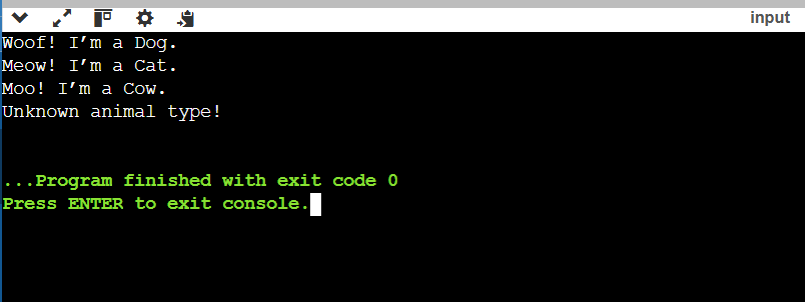 input
Woof! I’m a Dog.
Meow! I’m a Cat.
Moo! I’m a Cow.
Unknown animal type!
...Program finished with exit code 0
Press ENTER to exit console.